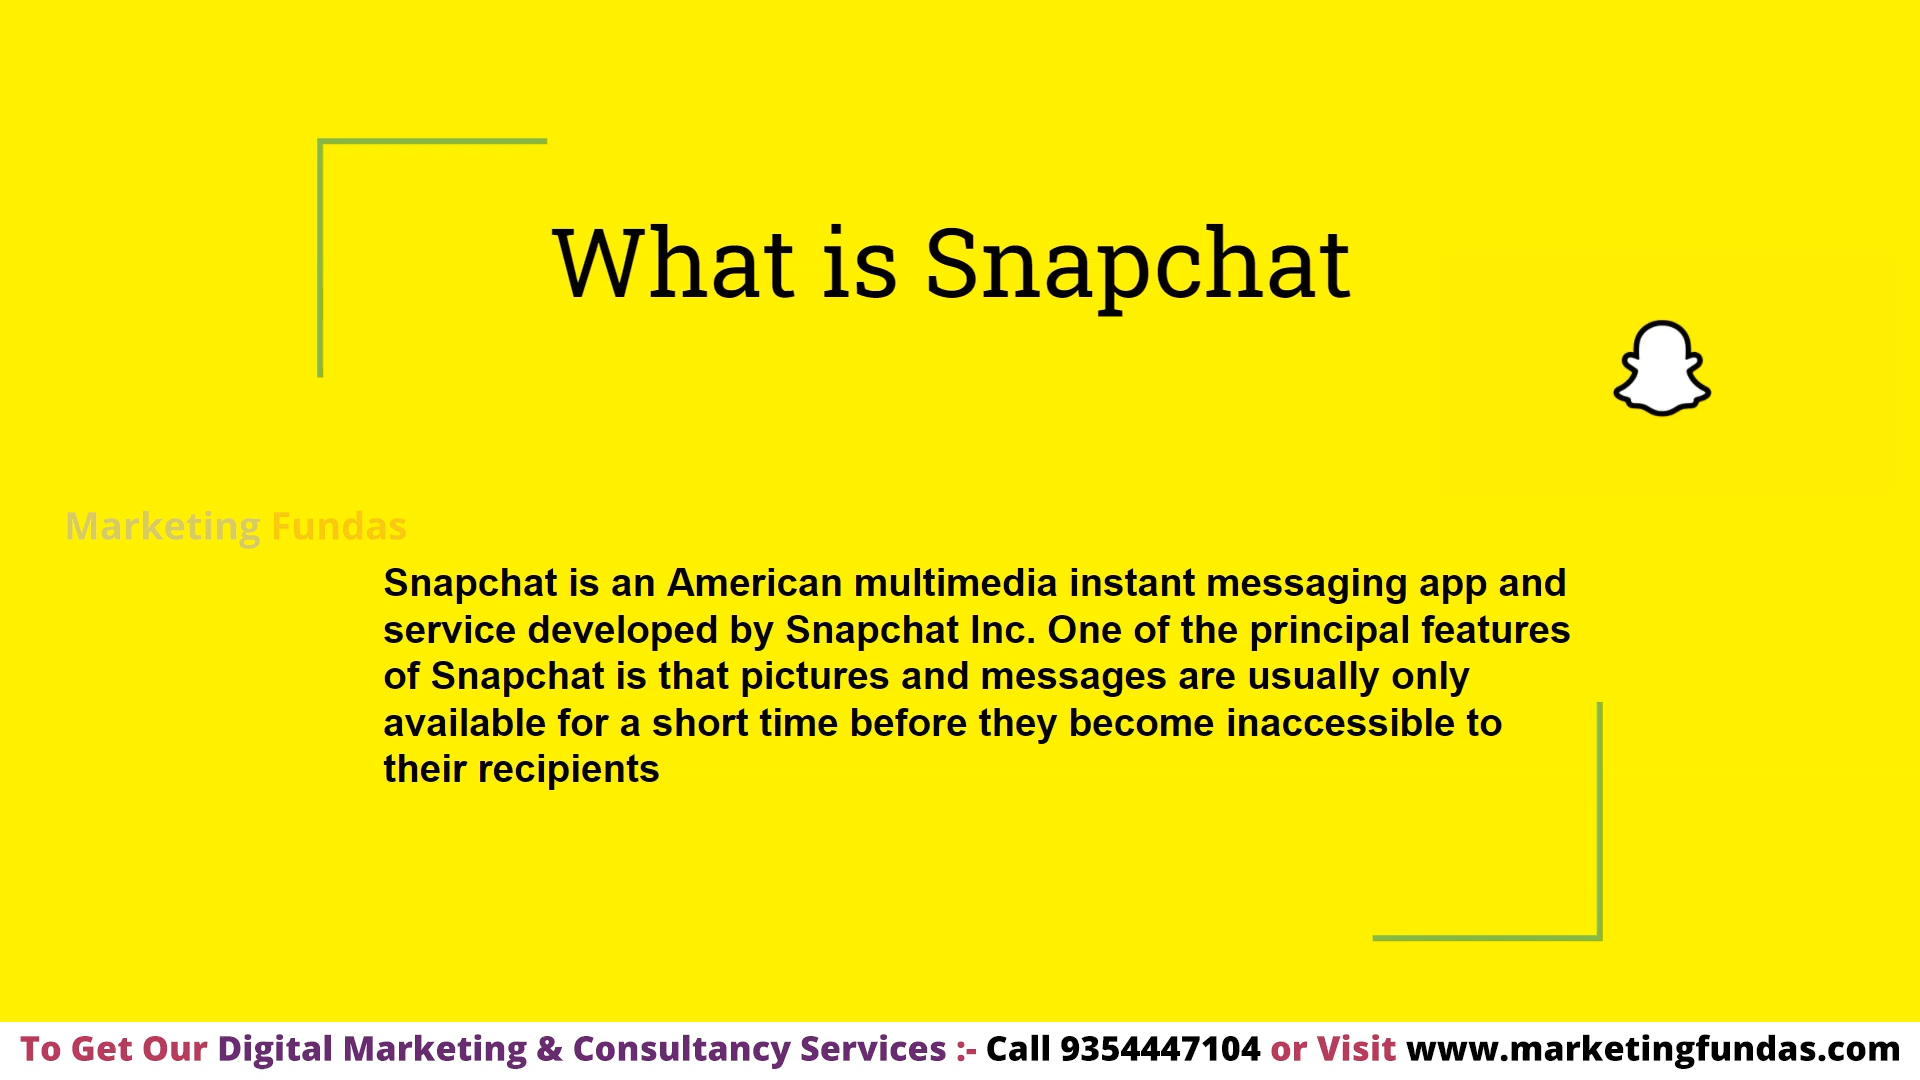 What is Snapchat
Marketing Fundas
Snapchat is an American multimedia instant messaging app and
service developed by Snapchat Inc. One of the principal features
of Snapchat is that pictures and messages are usually only
available for a short time before they become inaccessible to
their recipients
To Get Our Digital Marketing & Consultancy Services :- Call 9354447104 or Visit www.marketingfundas.com